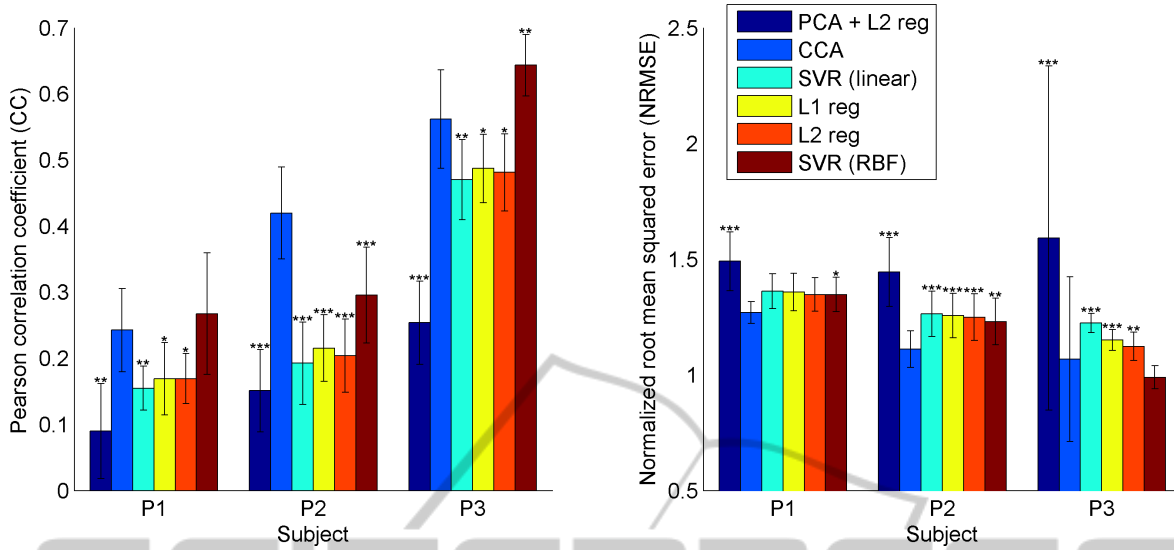 Pearson correlation coefficient (CC)
0.7
0.6
0.5
0.4
0.3
0.2
0.1
0
** ** * *
*** *** *** *** ***
*** ** * * **
P1 P2 P3
Subject
Normalized root mean squared error (NRMSE)
2.5
2
1.5
1
0.5
PCA + L2 reg
CCA
SVR (linear)
L1 reg
L2 reg
SVR (RBF)
*** *
*** *** *** *** **
*** *** *** **
P1 P2 P3
Subject